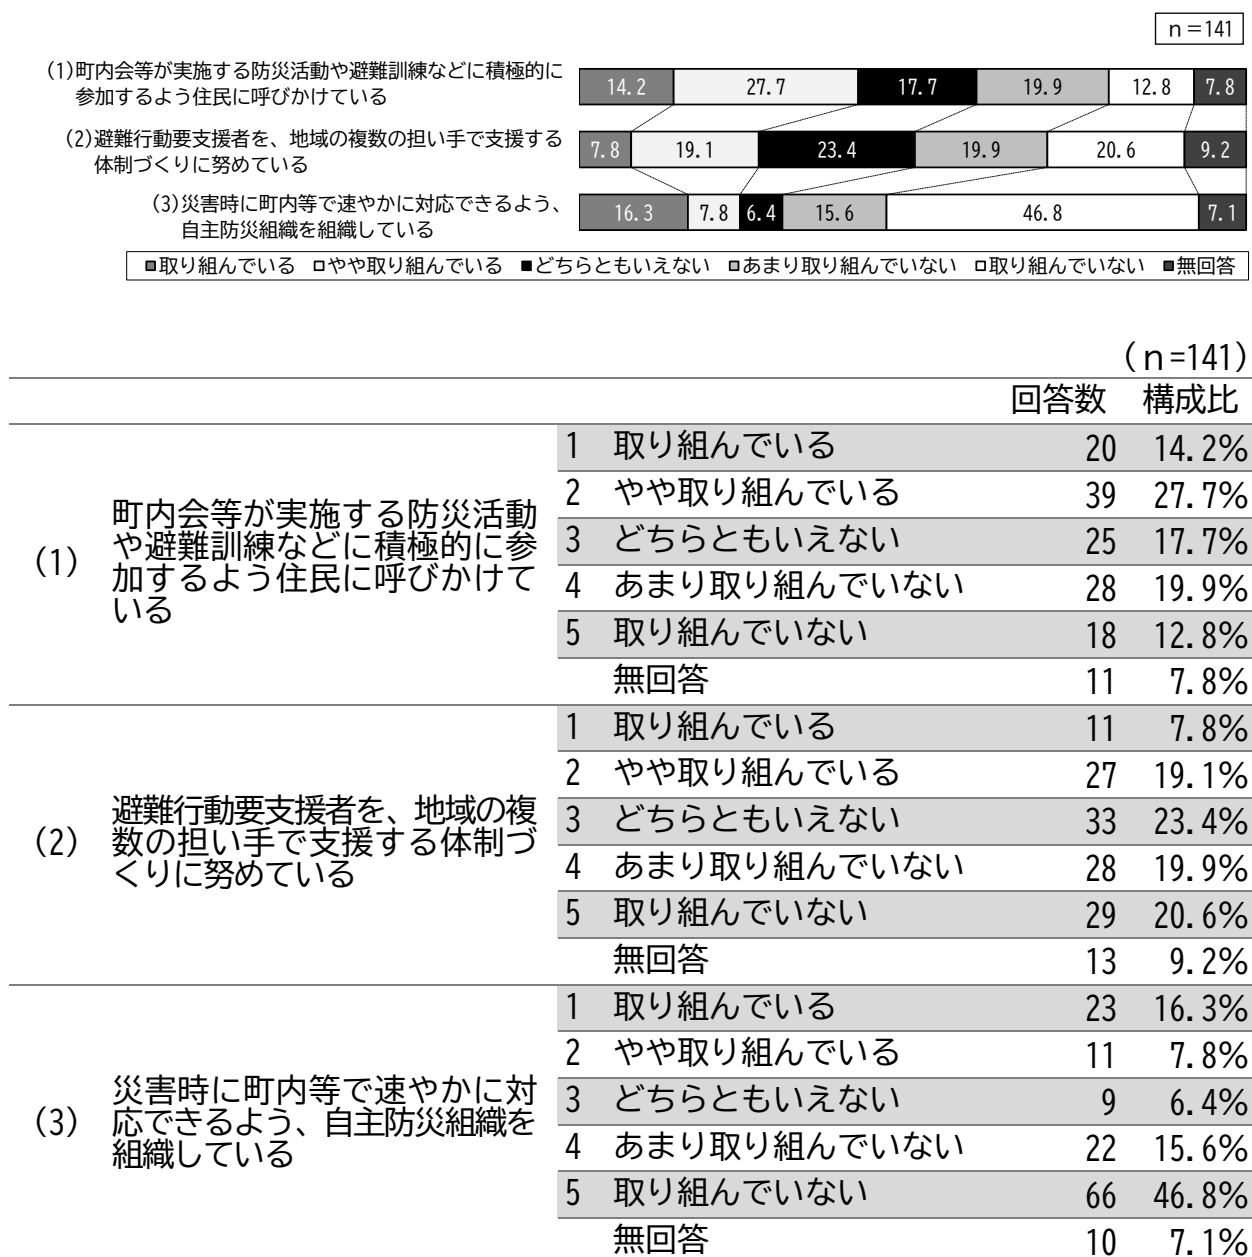 n=141
(1)町内会等が実施する防災活動や避難訓練などに積極的に
参加するよう住民に呼びかけている
14.2 27.7 17.7 19.9 12.8 7.8
(2)避難行動要支援者を、地域の複数の担い手で支援する
体制づくりに努めている
7.8 19.1 23.4 19.9 20.6 9.2
(3)災害時に町内等で速やかに対応できるよう、
自主防災組織を組織している
16.3 7.8 6.4 15.6 46.8 7.1
取り組んでいる やや取り組んでいる どちらともいえない あまり取り組んでいない 取り組んでいない 無回答
(n=141)
回答数 構成比
(1)
町内会等が実施する防災活動
や避難訓練などに積極的に参
加するよう住民に呼びかけて
いる
1 取り組んでいる 20 14.2%
2 やや取り組んでいる 39 27.7%
3 どちらともいえない 25 17.7%
4 あまり取り組んでいない 28 19.9%
5 取り組んでいない 18 12.8%
無回答 11 7.8%
(2)
避難行動要支援者を、地域の複
数の担い手で支援する体制づ
くりに努めている
1 取り組んでいる 11 7.8%
2 やや取り組んでいる 27 19.1%
3 どちらともいえない 33 23.4%
4 あまり取り組んでいない 28 19.9%
5 取り組んでいない 29 20.6%
無回答 13 9.2%
(3)
災害時に町内等で速やかに対
応できるよう、自主防災組織を
組織している
1 取り組んでいる 23 16.3%
2 やや取り組んでいる 11 7.8%
3 どちらともいえない 9 6.4%
4 あまり取り組んでいない 22 15.6%
5 取り組んでいない 66 46.8%
無回答 10 7.1%